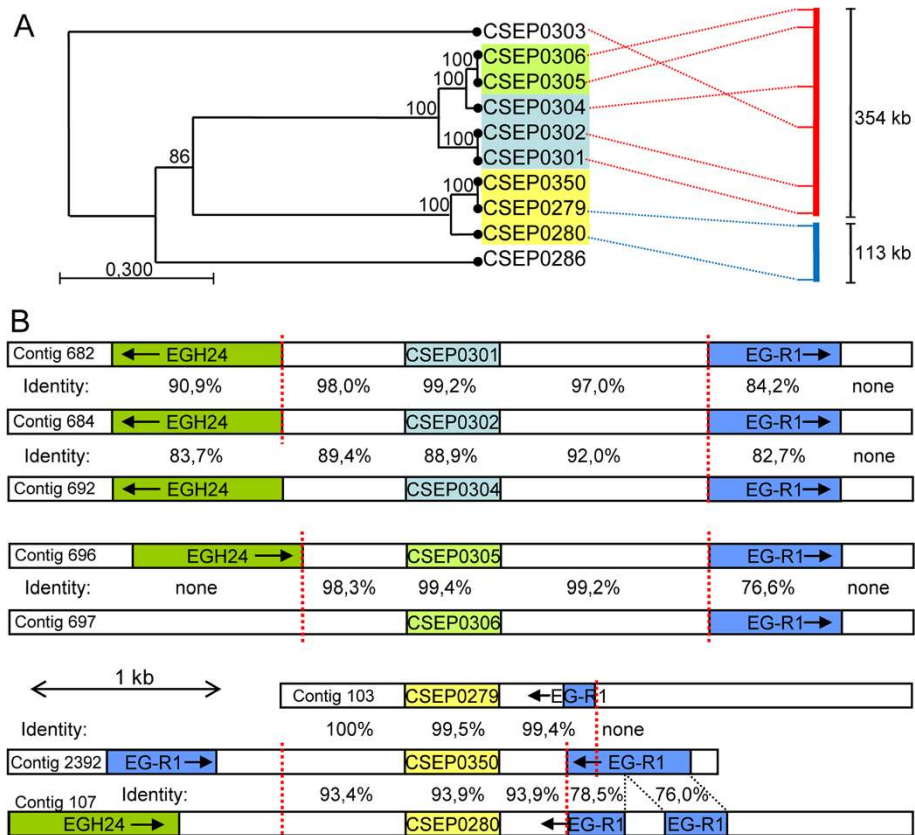 A
CSEP0303
CSEP0306
CSEP0305
CSEP0304
CSEP0302
CSEP0301
CSEP0350
CSEP0279
CSEP0280
CSEP0286
100
100
100
100
86
100
100
0,300
354 kb
113 kb
B
Contig 682 EGH24 CSEP0301 EG-R1
Identity: 90,9% 98,0% 99,2% 97,0% 84,2% none
Contig 684 EGH24 CSEP0302 EG-R1
Identity: 83,7% 89,4% 88,9% 92,0% 82,7% none
Contig 692 EGH24 CSEP0304 EG-R1
Contig 696 EGH24 CSEP0305 EG-R1
Identity: none 98,3% 99,4% 99,2% 76,6% none
Contig 697 CSEP0306 EG-R1
1 kb
Contig 103 CSEP0279 EG-R1
Identity: 100% 99,5% 99,4% none
Contig 2392 EG-R1 CSEP0350 EG-R1
Identity: 93,4% 93,9% 93,9% 78,5% 76,0%
Contig 107 EGH24 CSEP0280 EG-R1 EG-R1